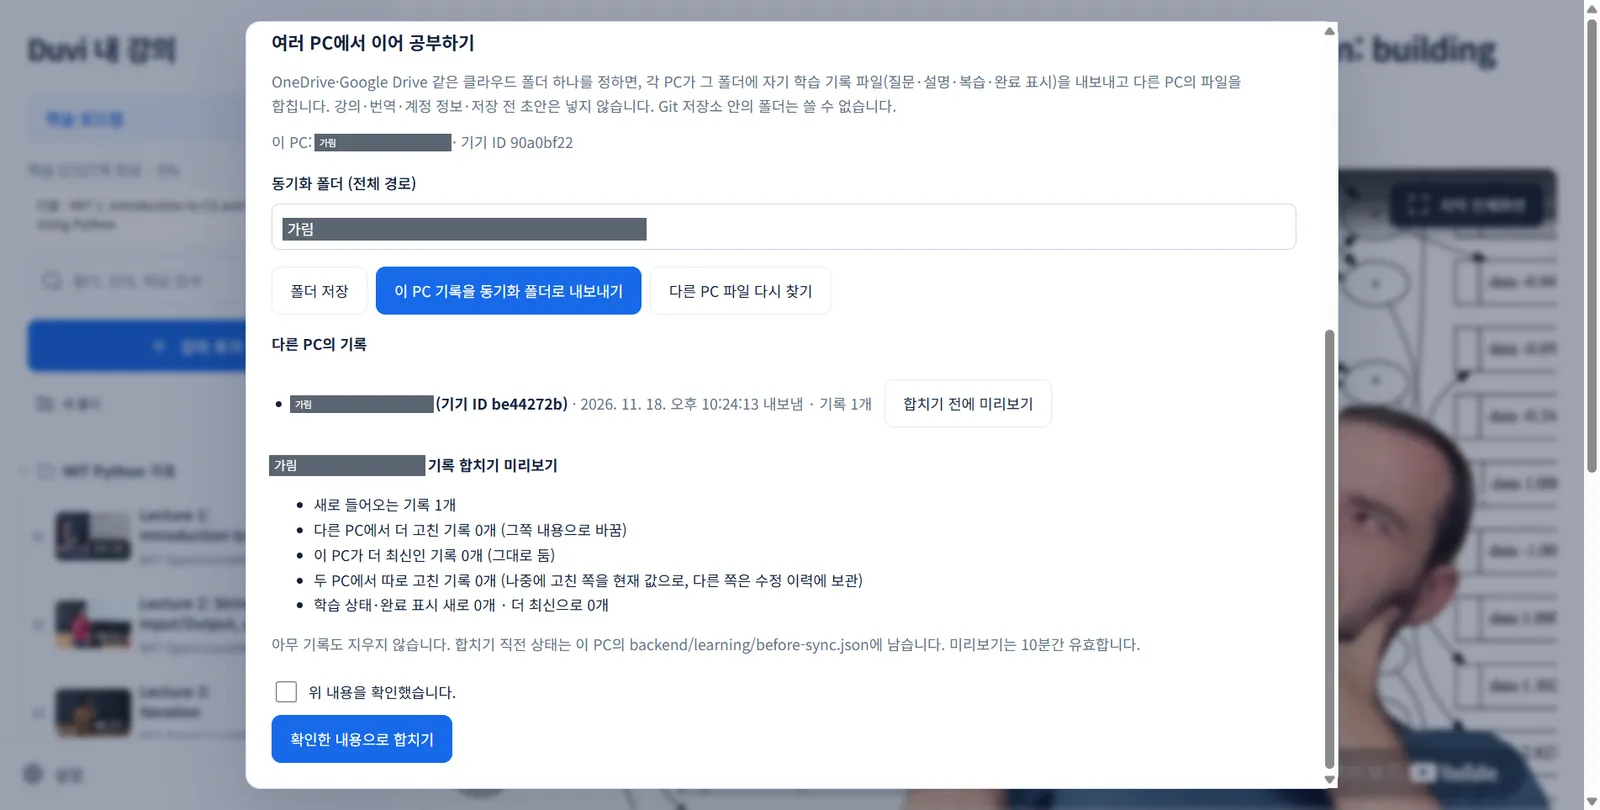 Duvi 내 강의
n: building
여러 PC에서 이어 공부하기
OneDrive·Google Drive 같은 클라우드 폴더 하나를 정하면, 각 PC가 그 폴더에 자기 학습 기록 파일(질문·설명·복습·완료 표시)을 내보내고 다른 PC의 파일을
합칩니다. 강의·번역·계정 정보·저장 전 초안은 넣지 않습니다. Git 저장소 안의 폴더는 쓸 수 없습니다.
이 PC: 가림 · 기기 ID 90a0bf22
동기화 폴더 (전체 경로)
가림
폴더 저장
이 PC 기록을 동기화 폴더로 내보내기
다른 PC 파일 다시 찾기
다른 PC의 기록
가림 (기기 ID be44272b) · 2026. 11. 18. 오후 10:24:13 내보냄 · 기록 1개
합치기 전에 미리보기
가림 기록 합치기 미리보기
새로 들어오는 기록 1개
다른 PC에서 더 고친 기록 0개 (그쪽 내용으로 바꿈)
이 PC가 더 최신인 기록 0개 (그대로 둠)
두 PC에서 따로 고친 기록 0개 (나중에 고친 쪽을 현재 값으로, 다른 쪽은 수정 이력에 보관)
학습 상태·완료 표시 새로 0개 · 더 최신으로 0개
아무 기록도 지우지 않습니다. 합치기 직전 상태는 이 PC의 backend/learning/before-sync.json에 남습니다. 미리보기는 10분간 유효합니다.
위 내용을 확인했습니다.
확인한 내용으로 합치기
MIT Python
Lecture 1:
Introduction to
Lecture 2:
Lecture 3:
Iteration
YouTube